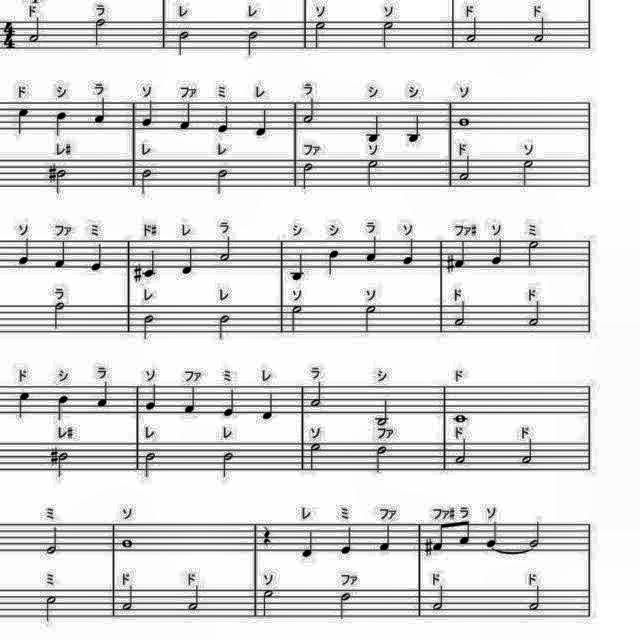 ド ラ レ レ ソ ソ ド ド
4
4
ド シ ラ ソ ファ ミ レ ラ シ シ ソ
レ# レ レ ファ ソ ド ソ
ソ ファ ミ ド# レ ラ シ シ ラ ソ ファ# ソ ミ
ラ レ レ ソ ソ ド ド
ド シ ラ ソ ファ ミ レ ラ シ ド
レ# レ レ ソ ファ ド ド
ミ ソ レ ミ ファ ファ# ラ ソ
ミ ド ド ソ ファ ド ド